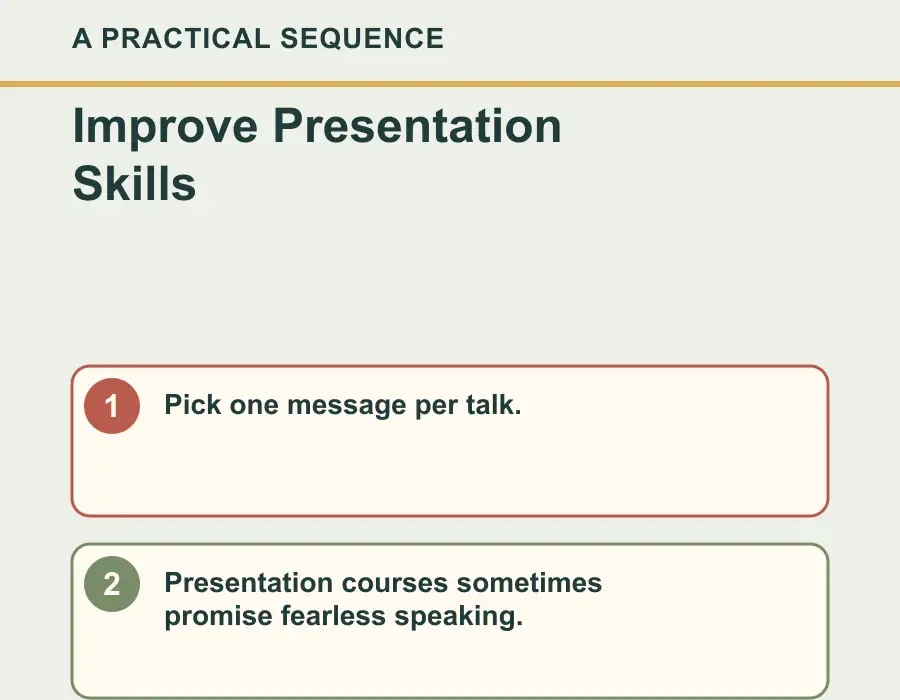 A PRACTICAL SEQUENCE
Improve Presentation
Skills
1
Pick one message per talk.
2
Presentation courses sometimes
promise fearless speaking.